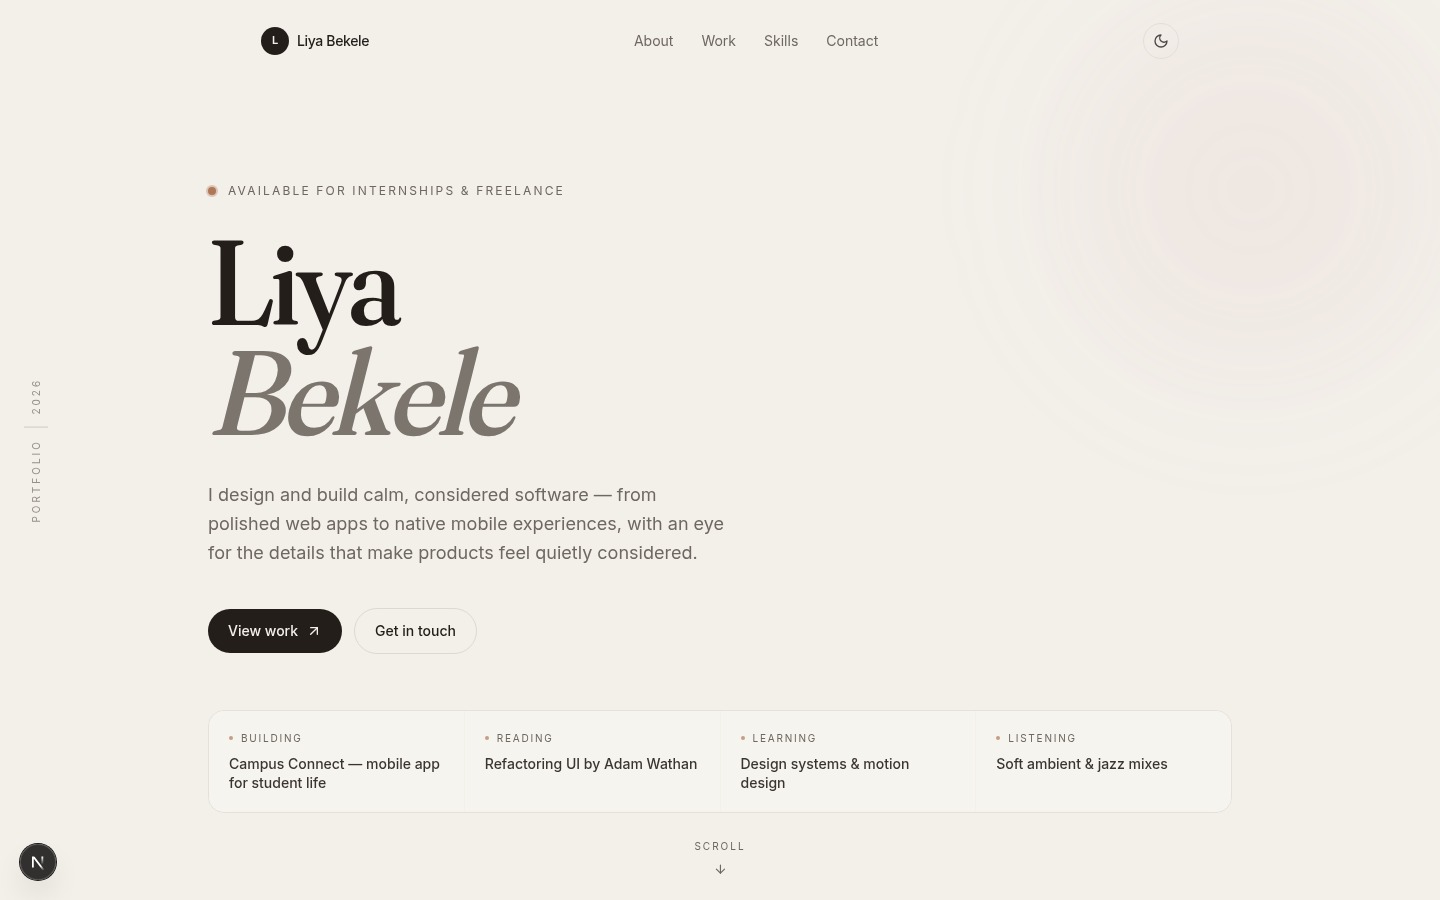 L Liya Bekele
About Work Skills Contact
AVAILABLE FOR INTERNSHIPS & FREELANCE
Liya
Bekele
PORTFOLIO 2026
I design and build calm, considered software — from
polished web apps to native mobile experiences, with an eye
for the details that make products feel quietly considered.
View work
Get in touch
BUILDING
Campus Connect — mobile app
for student life
READING
Refactoring UI by Adam Wathan
LEARNING
Design systems & motion
design
LISTENING
Soft ambient & jazz mixes
SCROLL
N